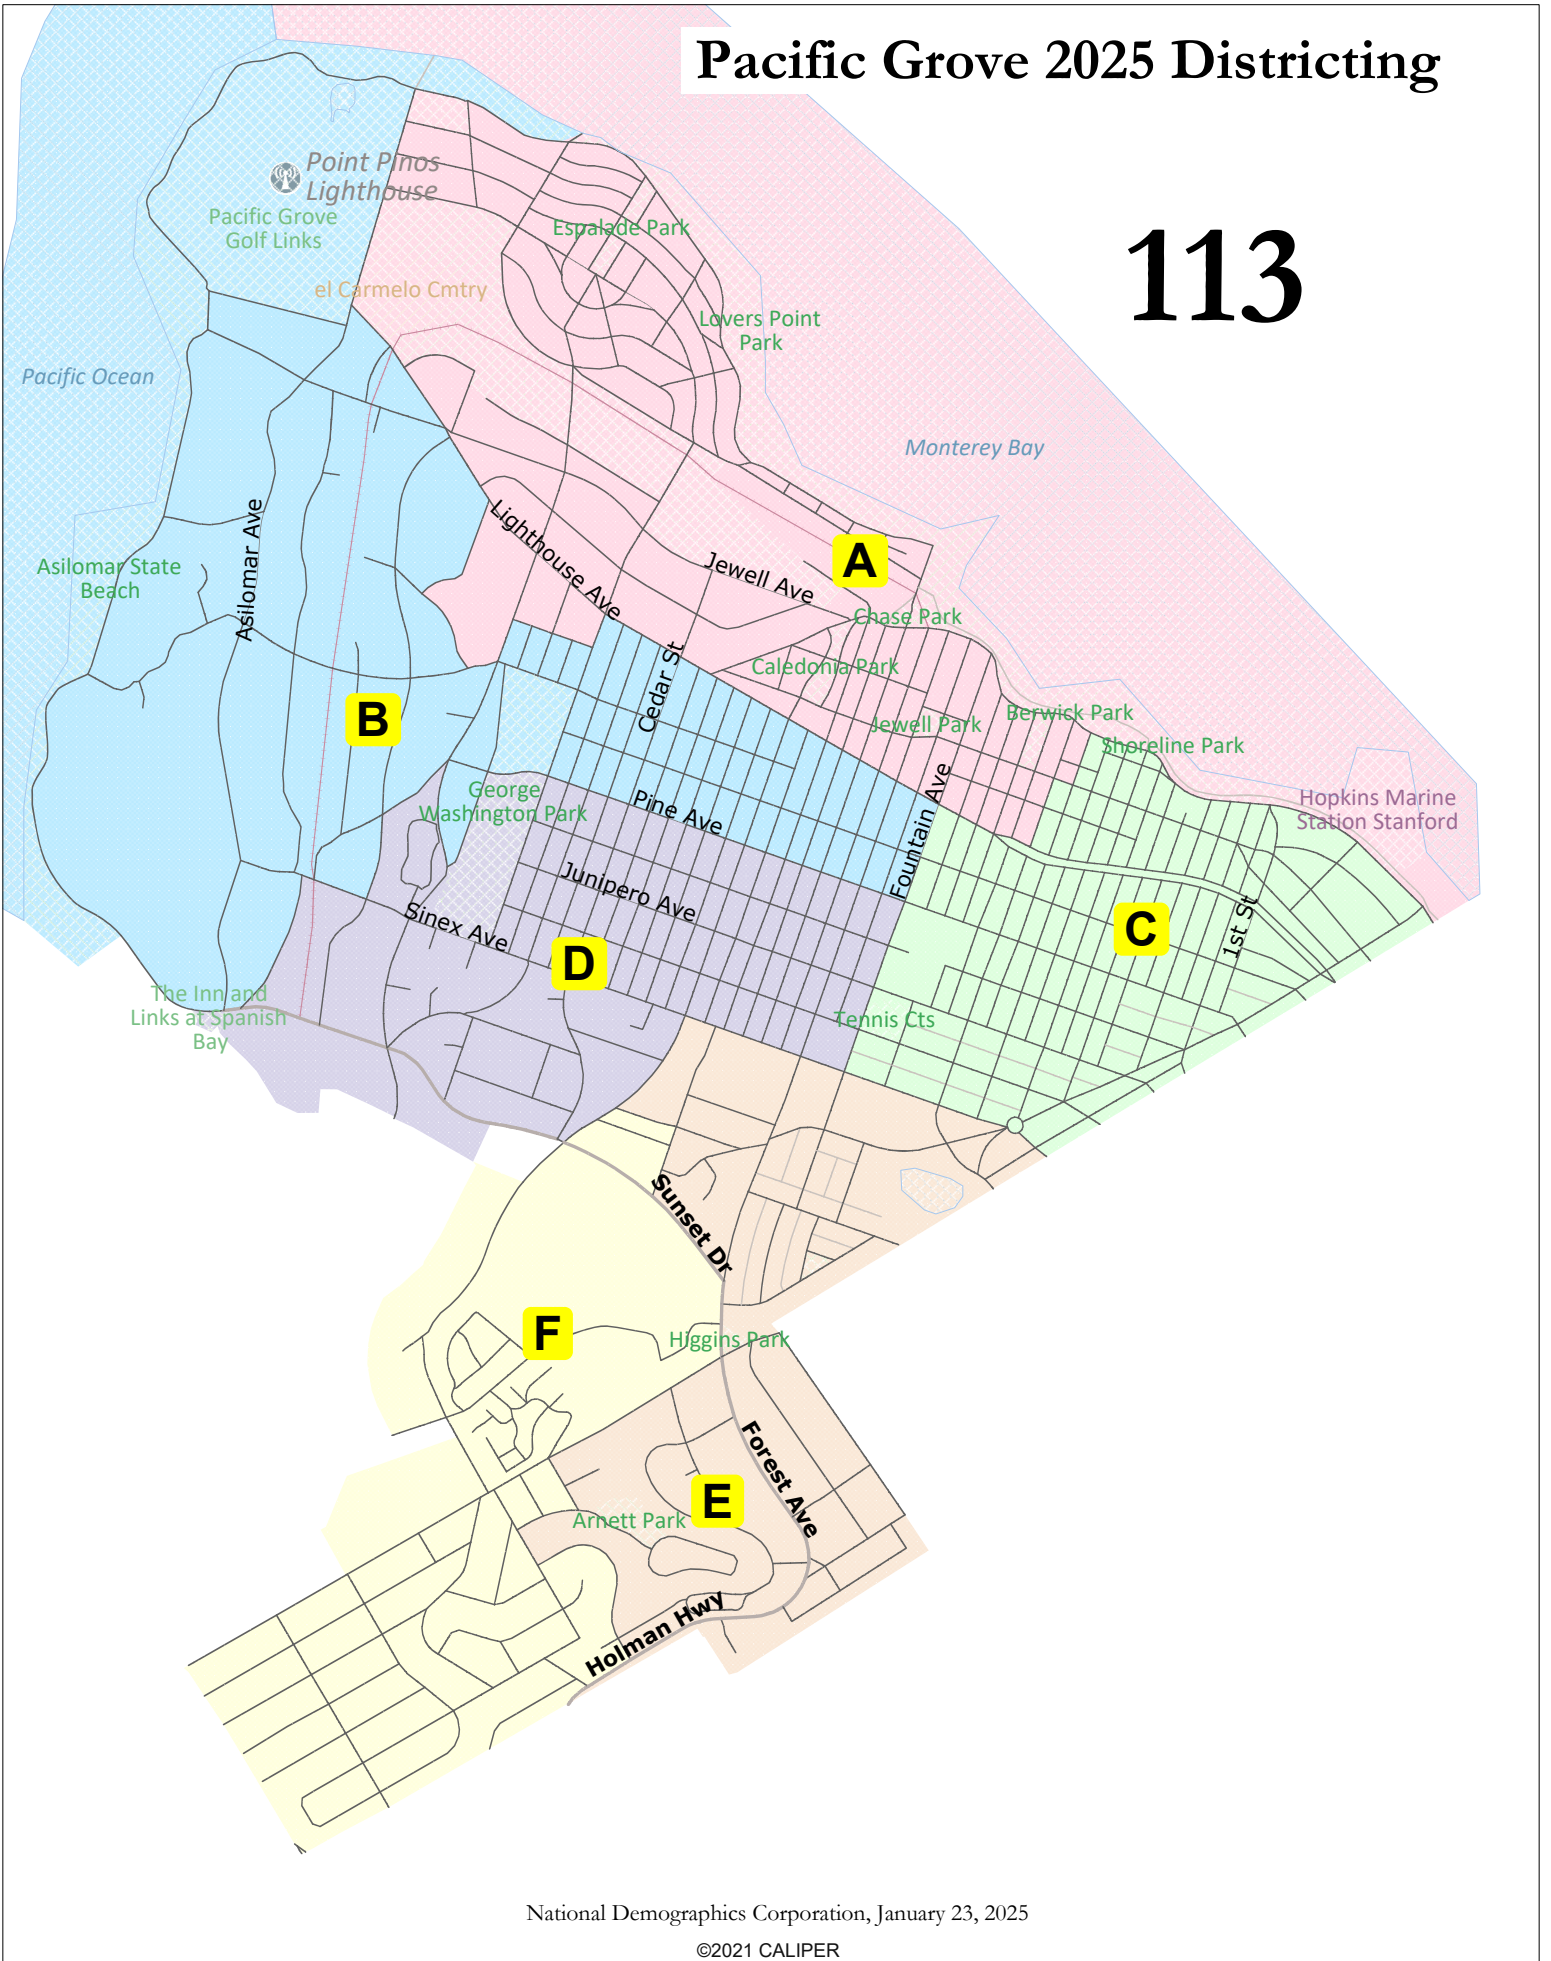 Pacific Grove 2025 Districting
113
Point Pinos
Lighthouse
Pacific Grove
Golf Links
Espalade Park
el Carmelo Cmtry
Lovers Point
Park
Pacific Ocean
Monterey Bay
Lighthouse Ave
Asilomar Ave
Jewell Ave
A
Asilomar State
Beach
Chase Park
Cedar St
Caledonia Park
B
Jewell Park
Berwick Park
Shoreline Park
George
Washington Park
Pine Ave
Fountain Ave
Hopkins Marine
Station Stanford
Junipero Ave
Sinex Ave
C
1st St
D
The Inn and
Links at Spanish
Bay
Tennis Cts
Sunset Dr
F
Higgins Park
Forest Ave
E
Arnett Park
Holman Hwy
National Demographics Corporation, January 23, 2025
©2021 CALIPER